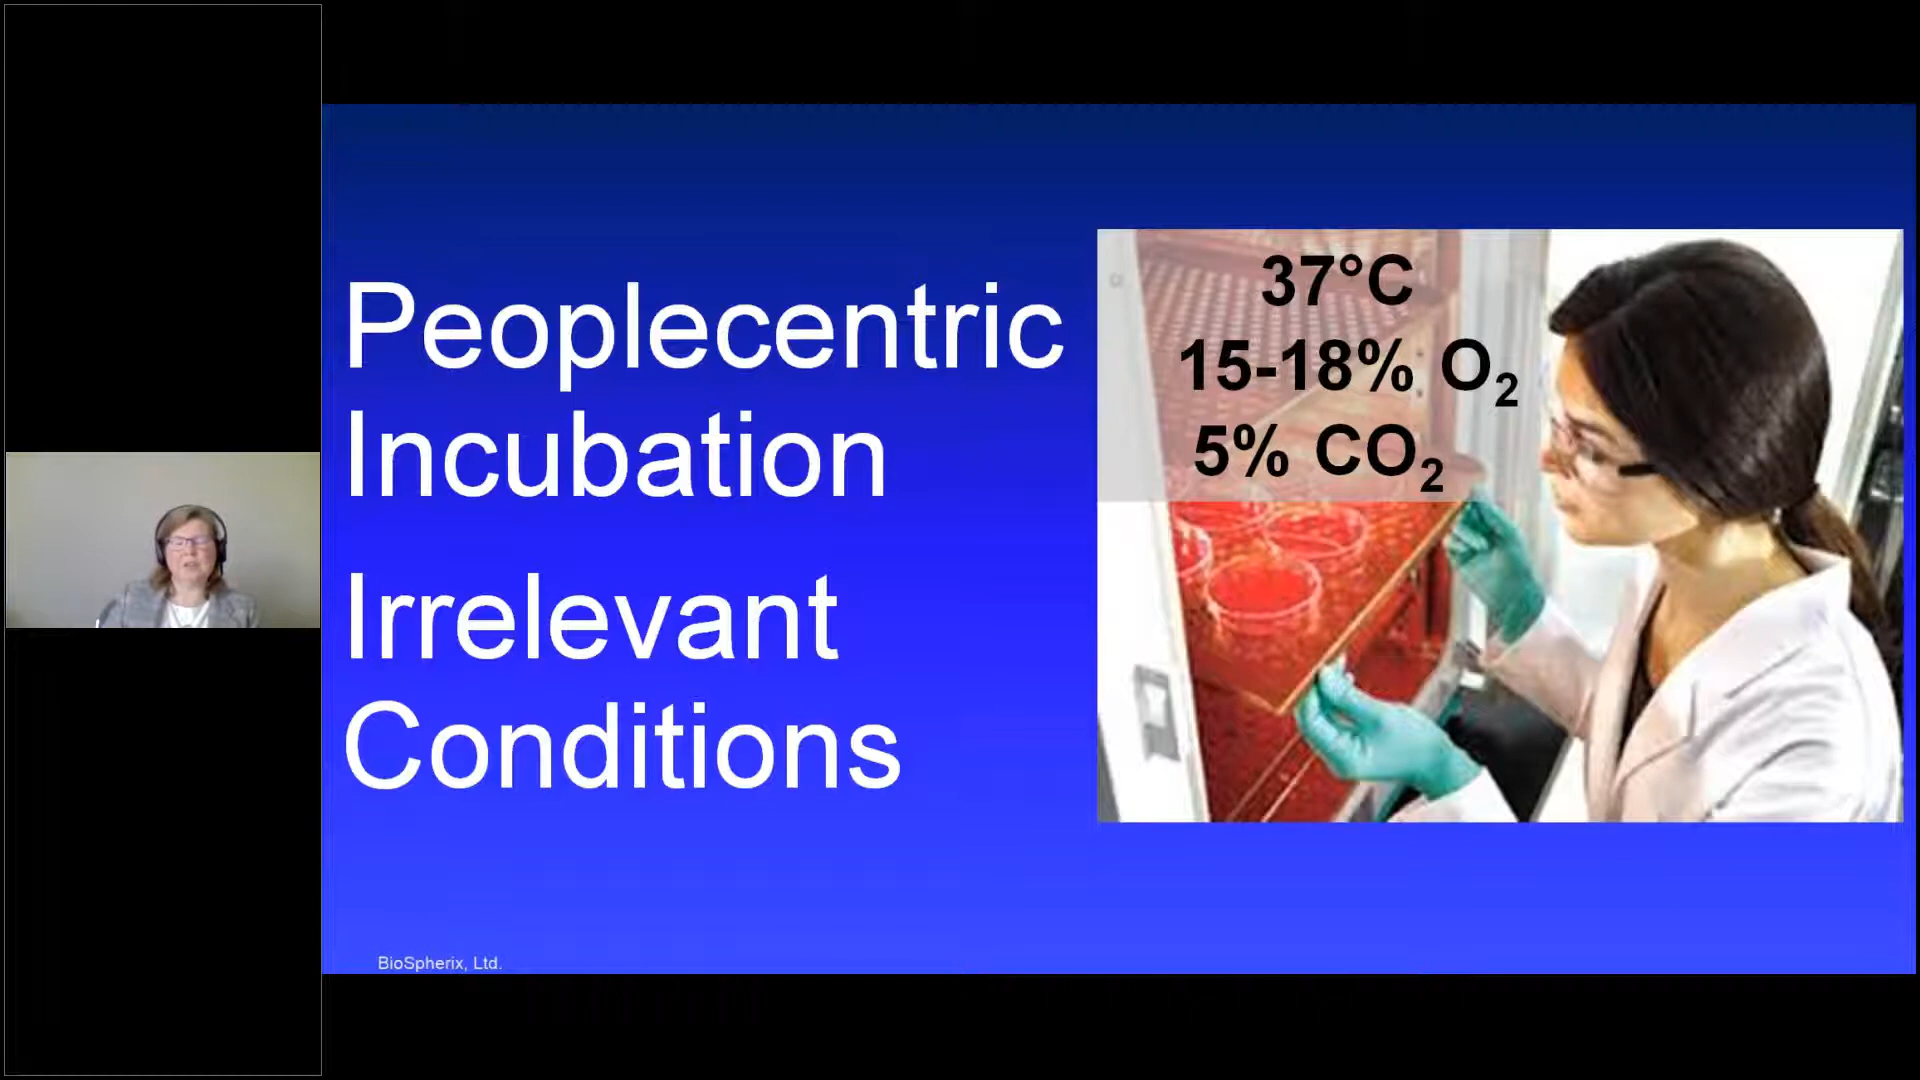 Peoplecentric
Incubation
Irrelevant
Conditions
37°C
15-18% O₂
5% CO₂
BioSpherix, Ltd.